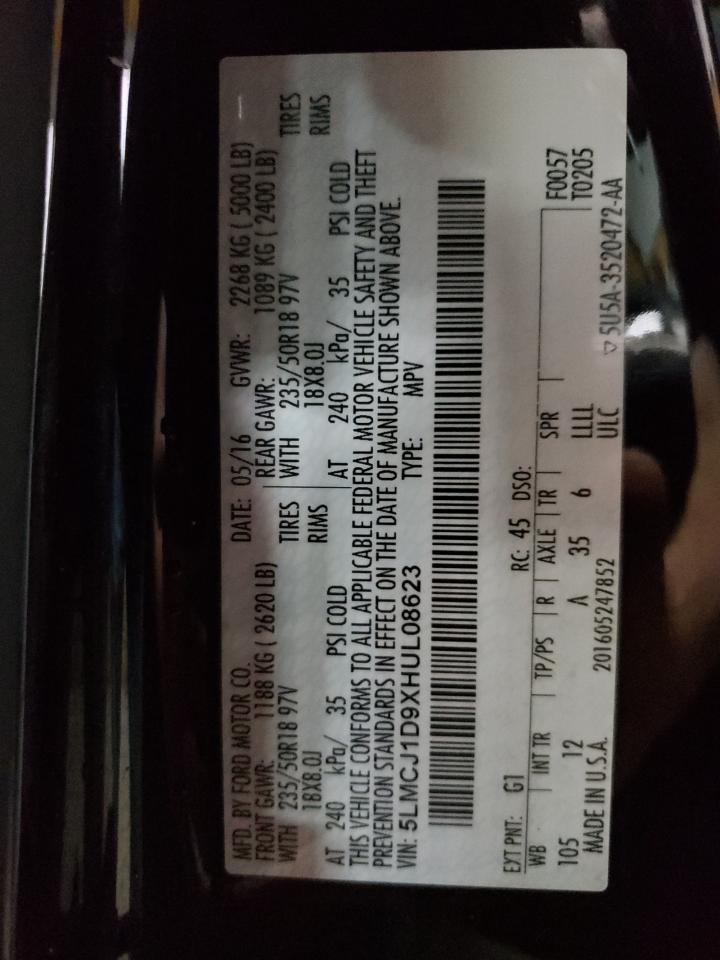 MFD. BY FORD MOTOR CO. DATE: 05/16 GVWR: 2268 KG ( 5000 LB)
FRONT GAWR: 1188 KG ( 2620 LB) REAR GAWR: 1089 KG ( 2400 LB)
WITH 235/50R18 97V TIRES WITH 235/50R18 97V TIRES
18X8.0J RIMS 18X8.0J RIMS
AT 240 kPa/ 35 PSI COLD AT 240 kPa/ 35 PSI COLD
THIS VEHICLE CONFORMS TO ALL APPLICABLE FEDERAL MOTOR VEHICLE SAFETY AND THEFT
PREVENTION STANDARDS IN EFFECT ON THE DATE OF MANUFACTURE SHOWN ABOVE.
VIN: 5LMCJ1D9XHUL08623 TYPE: MPV
EXT PNT: G1 RC: 45 DSO:
WB INT TR TP/PS R AXLE TR SPR F0057
105 12 A 35 6 LLLL T0205
MADE IN U.S.A. 201605247852 ULC
5U5A-3520472-AA